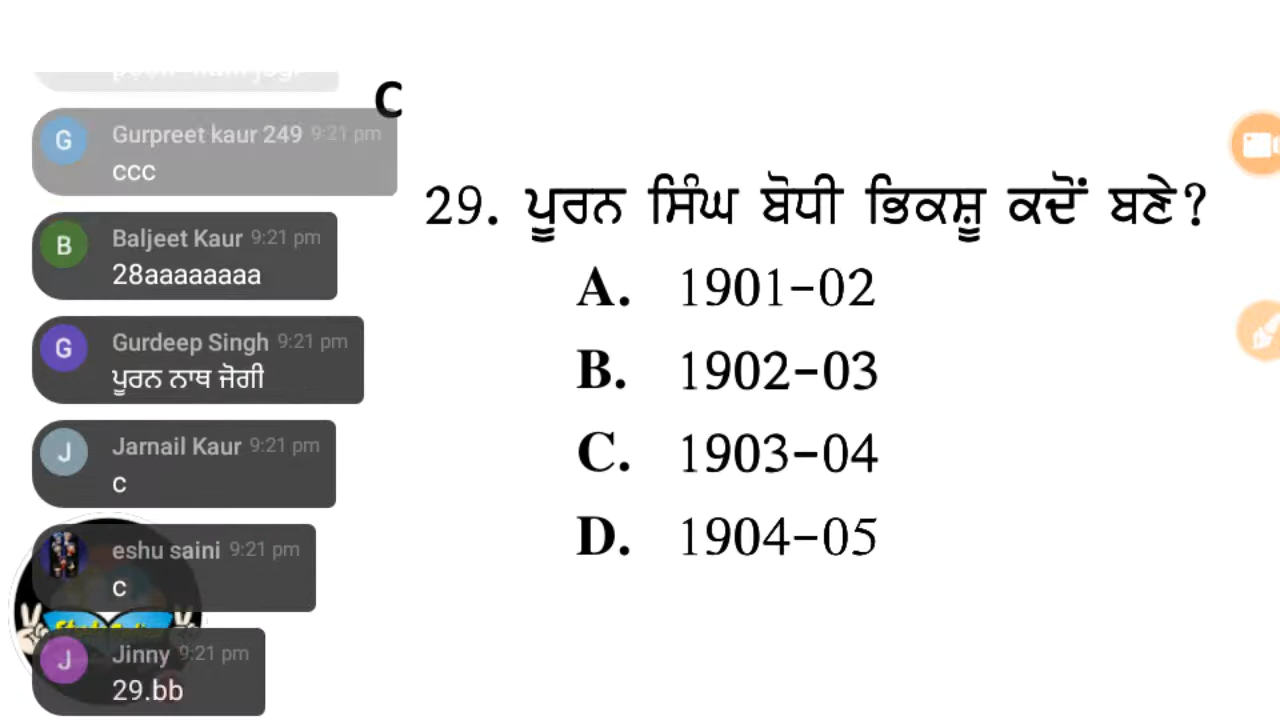 C
Gurpreet kaur 249 9:21 pm
ccc
Baljeet Kaur 9:21 pm
28aaaaaaaa
Gurdeep Singh 9:21 pm
ਪੂਰਨ ਨਾਥ ਜੋਗੀ
Jarnail Kaur 9:21 pm
c
eshu saini 9:21 pm
c
Jinny 9:21 pm
29.bb
29. ਪੂਰਨ ਸਿੰਘ ਬੋਧੀ ਭਿਕਸ਼ੂ ਕਦੋਂ ਬਣੇ?
A. 1901-02
B. 1902-03
C. 1903-04
D. 1904-05